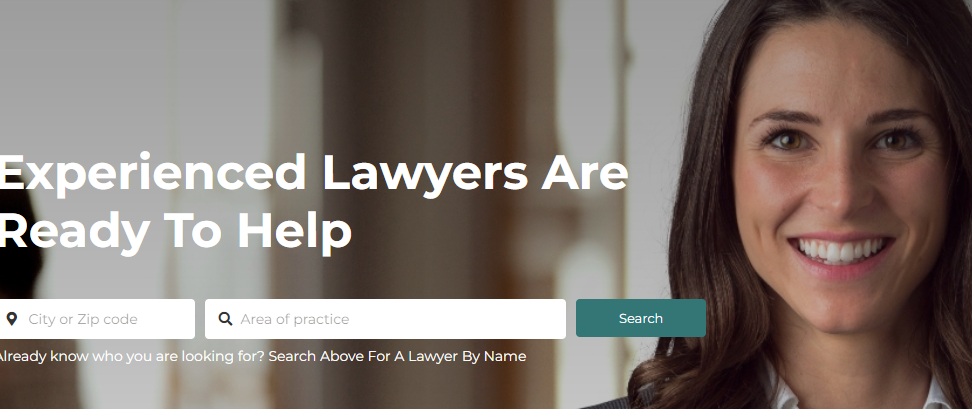 Experienced Lawyers Are
Ready To Help
City or Zip code
Area of practice
Search
Already know who you are looking for? Search Above For A Lawyer By Name